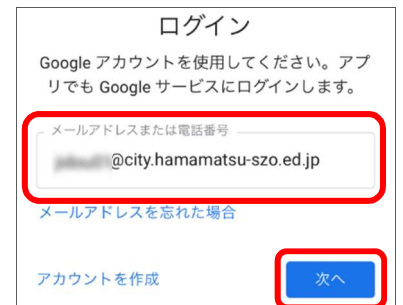 ログイン
Google アカウントを使用してください。アプ
リでも Google サービスにログインします。
メールアドレスまたは電話番号
@city.hamamatsu-szo.ed.jp
メールアドレスを忘れた場合
アカウントを作成
次へ